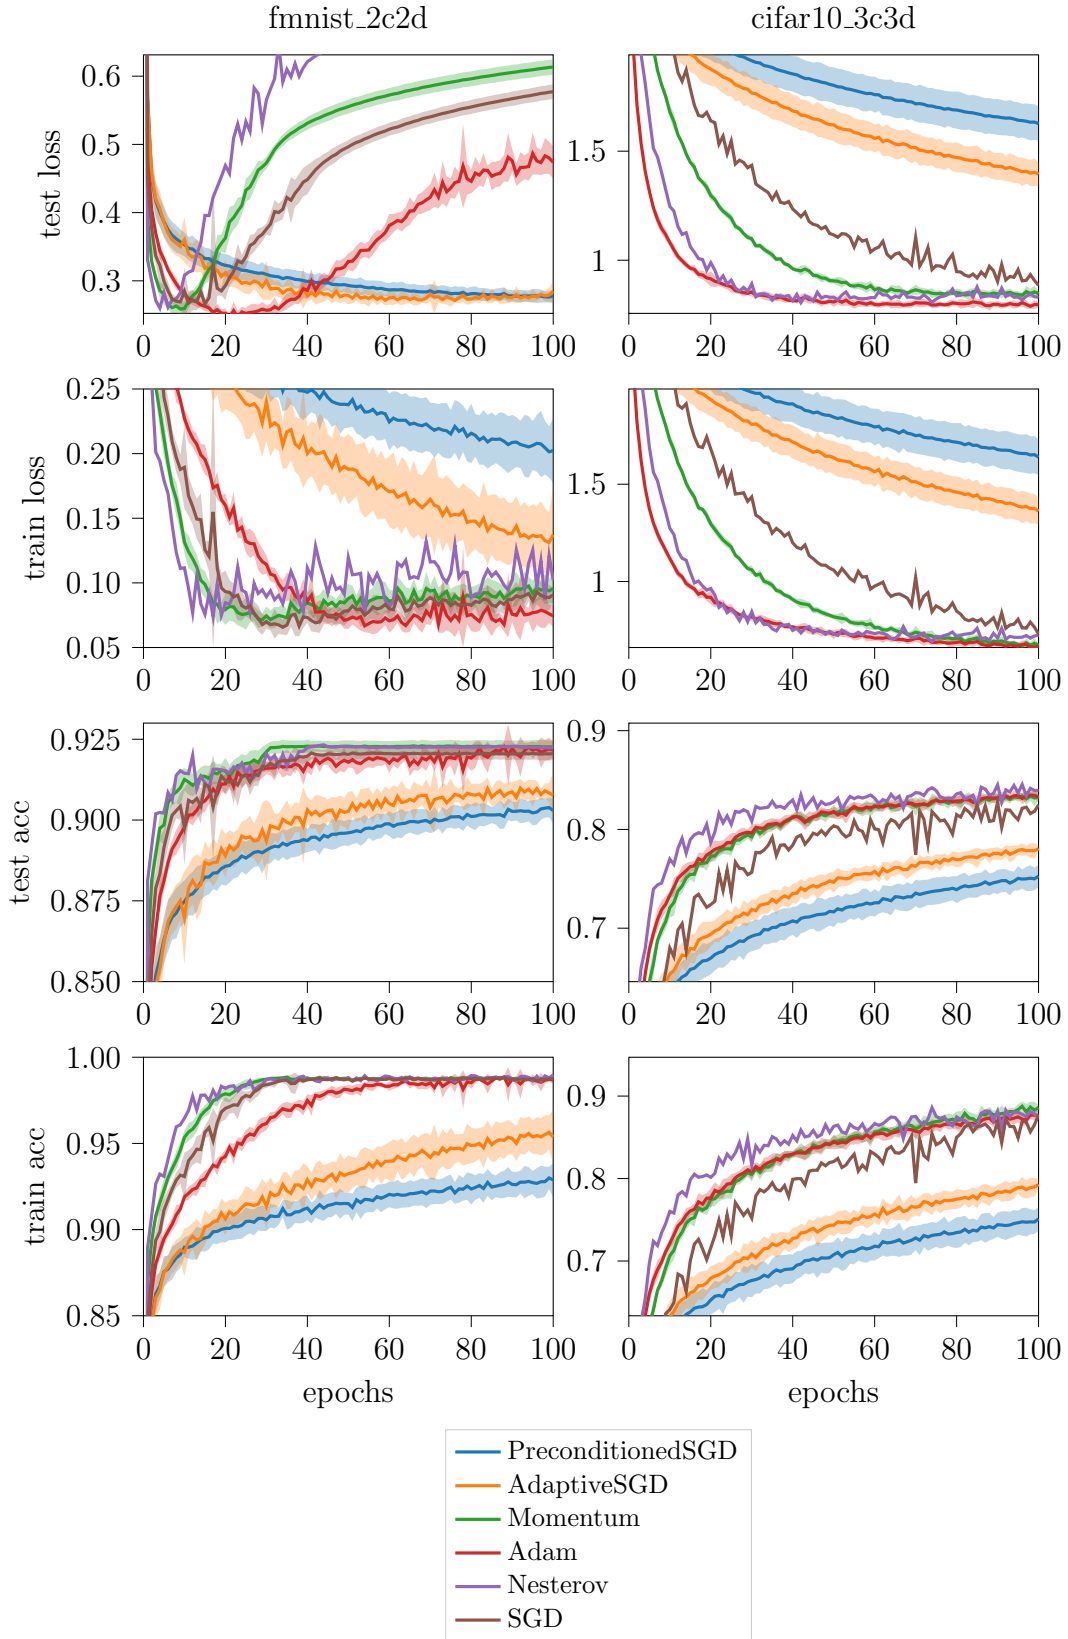 fmnist_2c2d cifar10_3c3d
test loss
0.6
0.5
0.4
0.3
0 20 40 60 80 100
1.5
1
0 20 40 60 80 100
train loss
0.25
0.20
0.15
0.10
0.05
0 20 40 60 80 100
1.5
1
0 20 40 60 80 100
test acc
0.925
0.900
0.875
0.850
0 20 40 60 80 100
0.9
0.8
0.7
0 20 40 60 80 100
train acc
1.00
0.95
0.90
0.85
0 20 40 60 80 100
epochs
0.9
0.8
0.7
0 20 40 60 80 100
epochs
PreconditionedSGD
AdaptiveSGD
Momentum
Adam
Nesterov
SGD